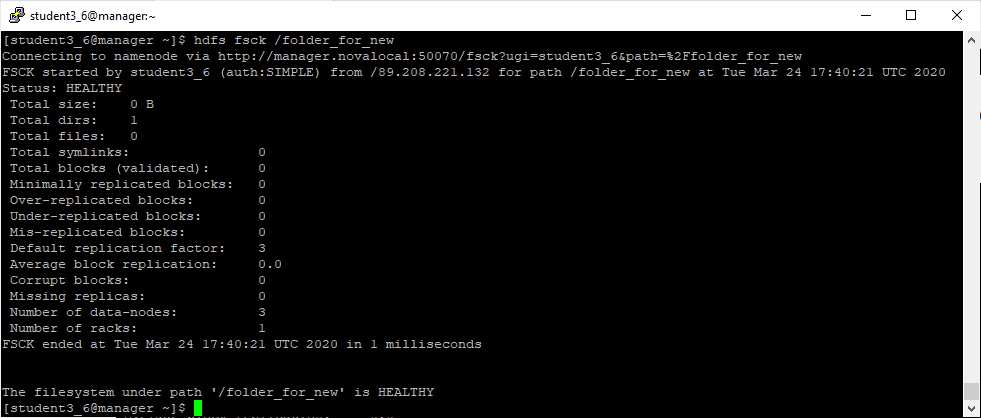 student3_6@manager:~
[student3_6@manager ~]$ hdfs fsck /folder_for_new
Connecting to namenode via http://manager.novalocal:50070/fsck?ugi=student3_6&path=%2Ffolder_for_new
FSCK started by student3_6 (auth:SIMPLE) from /89.208.221.132 for path /folder_for_new at Tue Mar 24 17:40:21 UTC 2020
Status: HEALTHY
Total size: 0 B
Total dirs: 1
Total files: 0
Total symlinks: 0
Total blocks (validated): 0
Minimally replicated blocks: 0
Over-replicated blocks: 0
Under-replicated blocks: 0
Mis-replicated blocks: 0
Default replication factor: 3
Average block replication: 0.0
Corrupt blocks: 0
Missing replicas: 0
Number of data-nodes: 3
Number of racks: 1
FSCK ended at Tue Mar 24 17:40:21 UTC 2020 in 1 milliseconds
The filesystem under path '/folder_for_new' is HEALTHY
[student3_6@manager ~]$